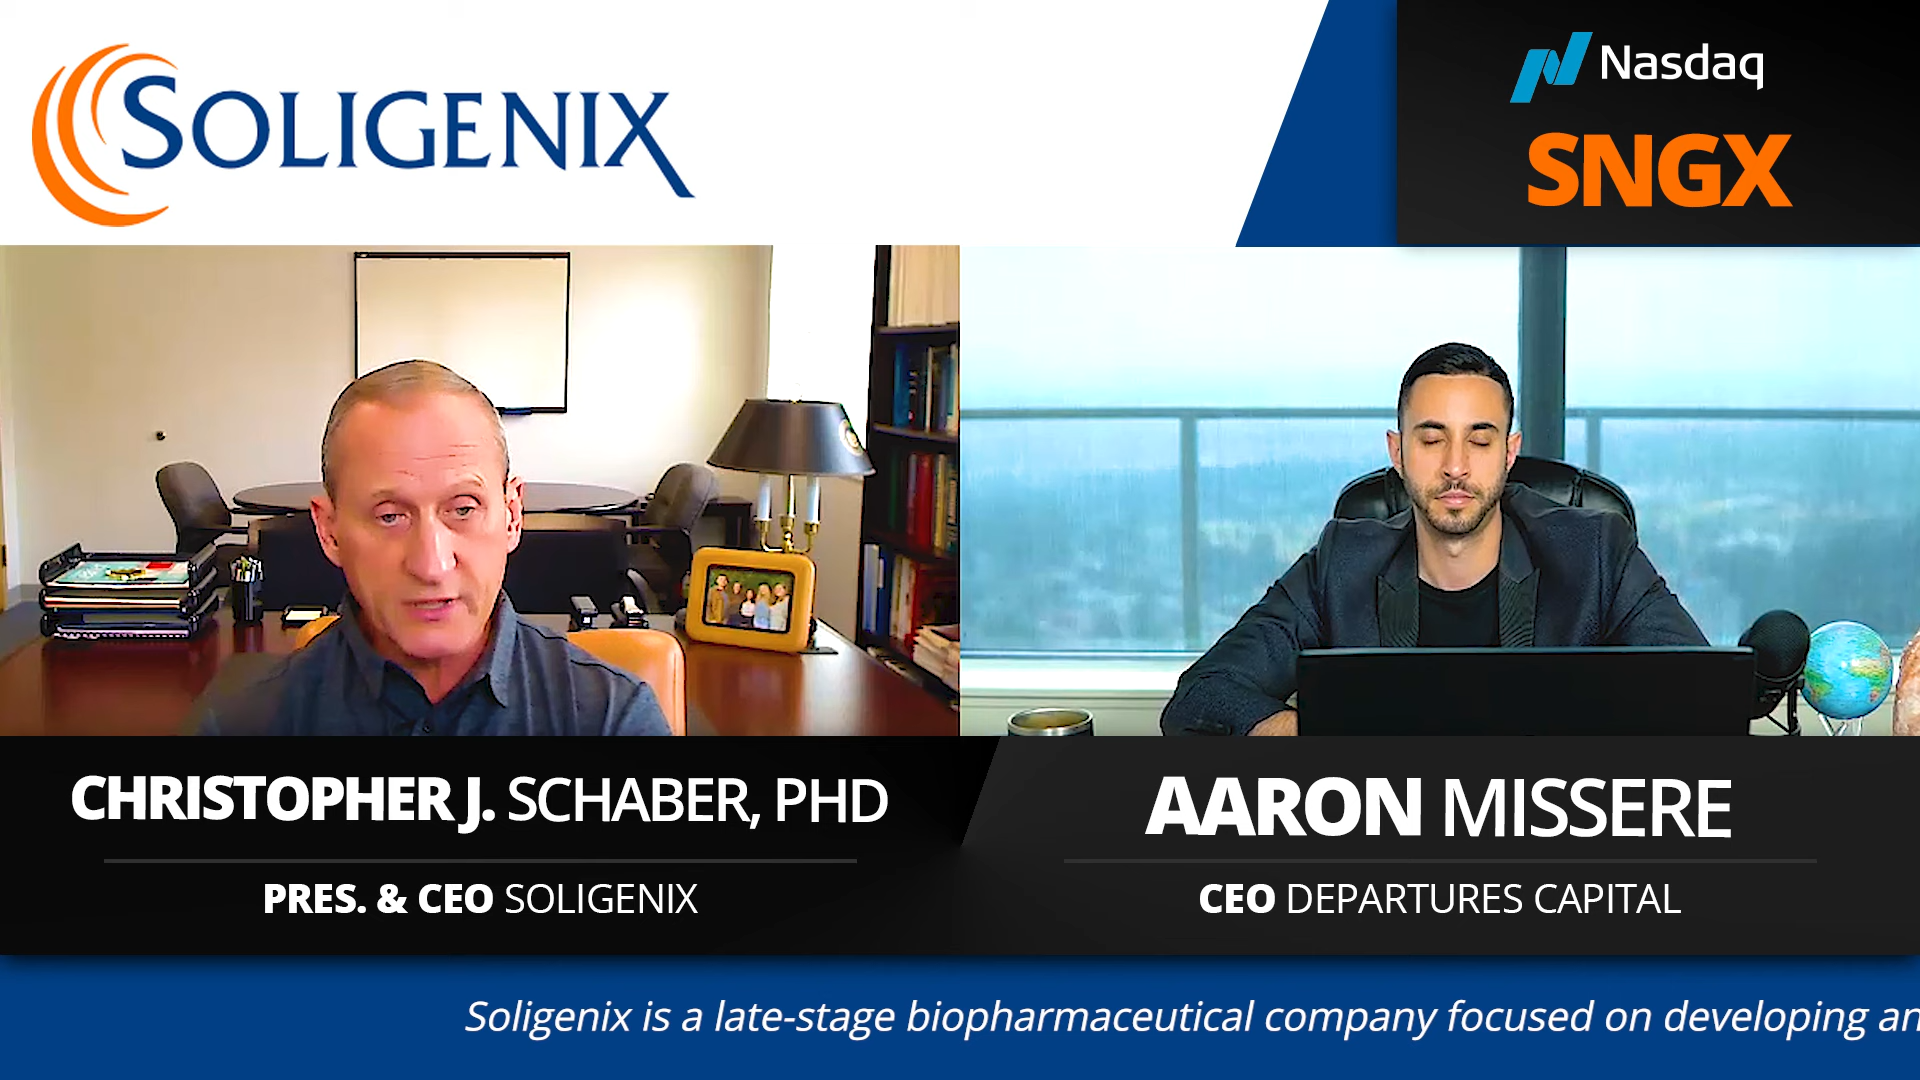 SOLIGENIX
Nasdaq
SNGX
CHRISTOPHER J. SCHABER, PHD
PRES. & CEO SOLIGENIX
AARON MISSERE
CEO DEPARTURES CAPITAL
Soligenix is a late-stage biopharmaceutical company focused on developing an